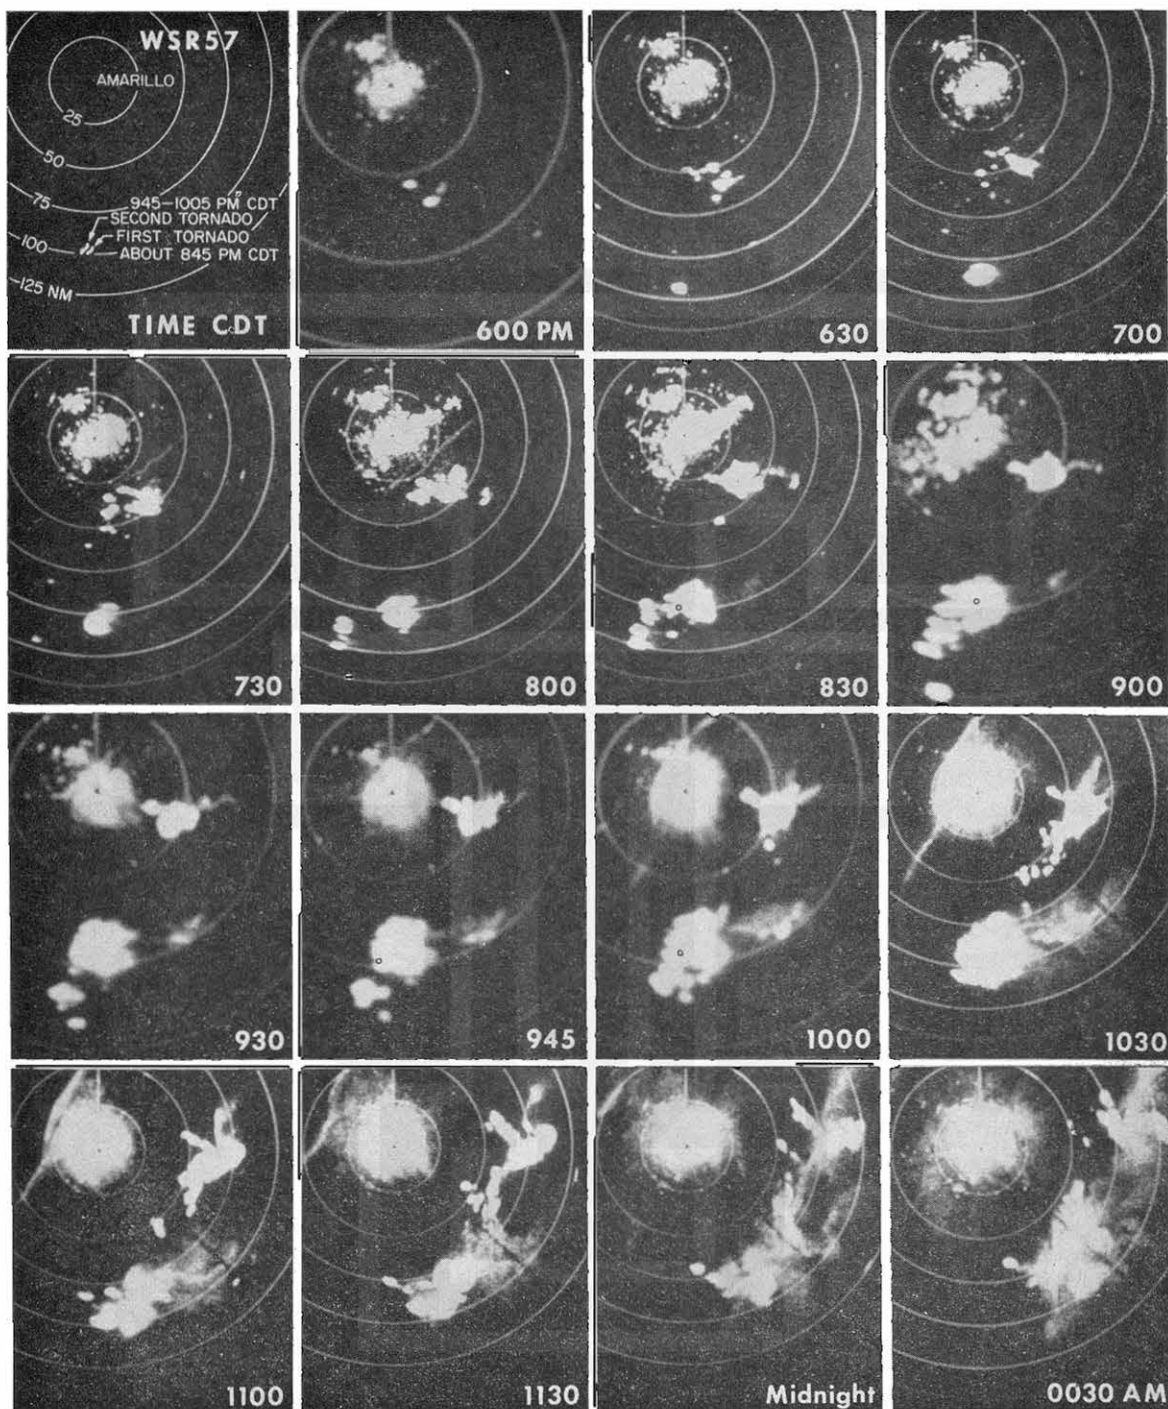 WSR57
AMARILLO
25
50
75
945–1005 PM CDT
SECOND TORNADO
FIRST TORNADO
100
ABOUT 845 PM CDT
125 NM
TIME CDT
600 PM
630
700
730
800
830
900
930
945
1000
1030
1100
1130
Midnight
0030 AM